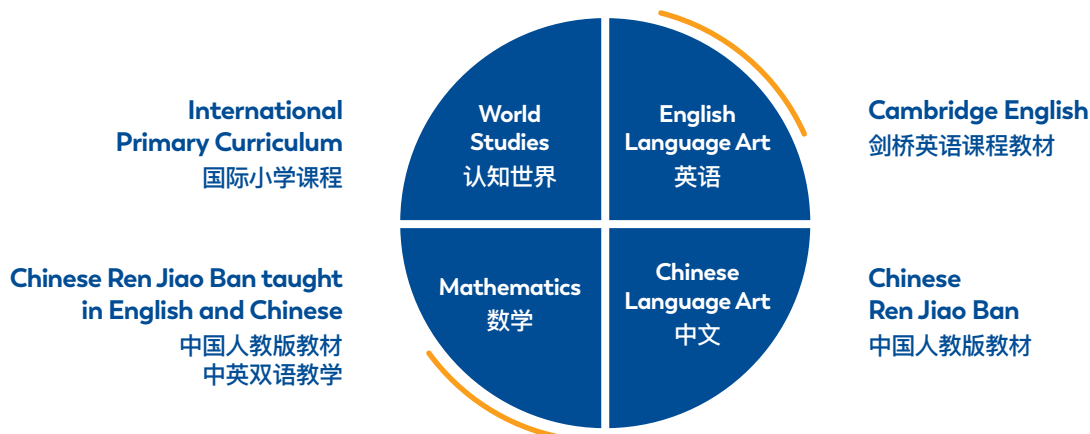 International
Primary Curriculum
国际小学课程
World
Studies
认知世界
English
Language Art
英语
Cambridge English
剑桥英语课程教材
Chinese Ren Jiao Ban taught
in English and Chinese
中国人教版教材
中英双语教学
Mathematics
数学
Chinese
Language Art
中文
Chinese
Ren Jiao Ban
中国人教版教材